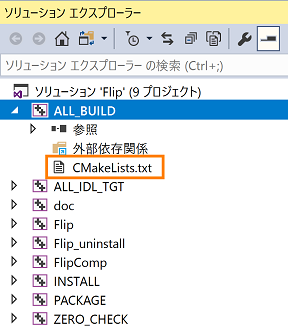 ソリューション エクスプローラー
ソリューション エクスプローラー の検索 (Ctrl+;)
ソリューション 'Flip' (9 プロジェクト)
ALL_BUILD
参照
外部依存関係
CMakeLists.txt
ALL_IDL_TGT
doc
Flip
Flip_uninstall
FlipComp
INSTALL
PACKAGE
ZERO_CHECK